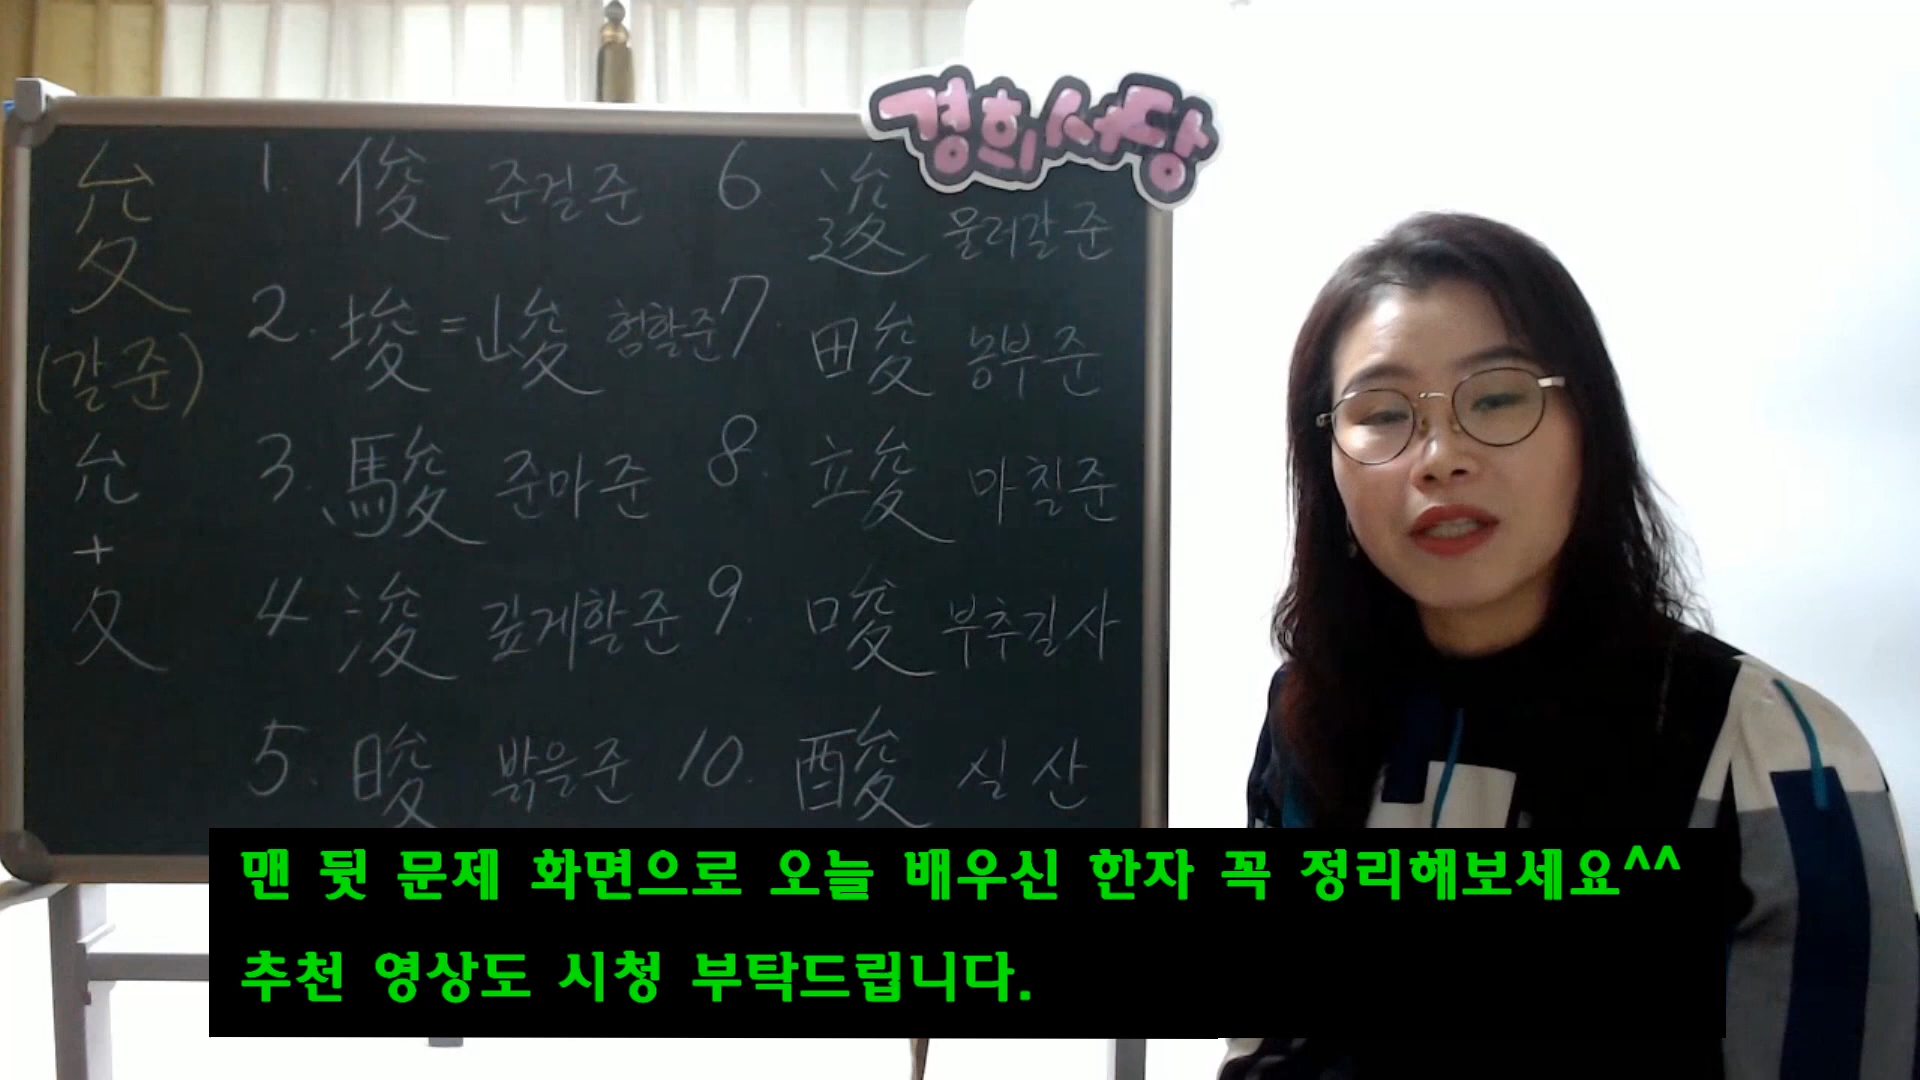 경희서당
夋
(갈준)
允
+
夂
1. 俊 준걸준
2. 埈=峻 험할준
3. 駿 준마준
4 浚 깊게할준
5. 晙 밝을준
6 逡 물러갈준
7. 畯 농부준
8. 竣 마칠준
9. 唆 부추길사
10. 酸 실산
맨 뒷 문제 화면으로 오늘 배우신 한자 꼭 정리해보세요^^
추천 영상도 시청 부탁드립니다.